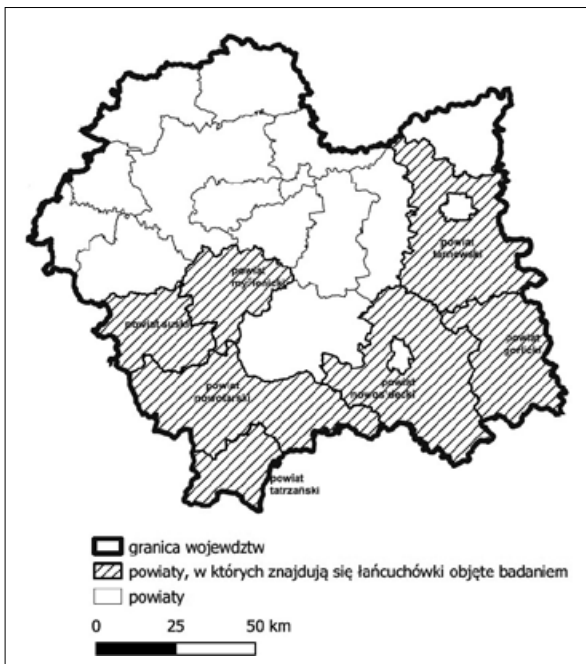 powiat
tarnowski
powiat
myślenicki
powiat suski
powiat
gorlicki
powiat
nowotarski
powiat
nowosądecki
powiat
tatrzański
granica wojewdztw
powiaty, w których znajdują się łańcuchówki objęte badaniem
powiaty
0 25 50 km